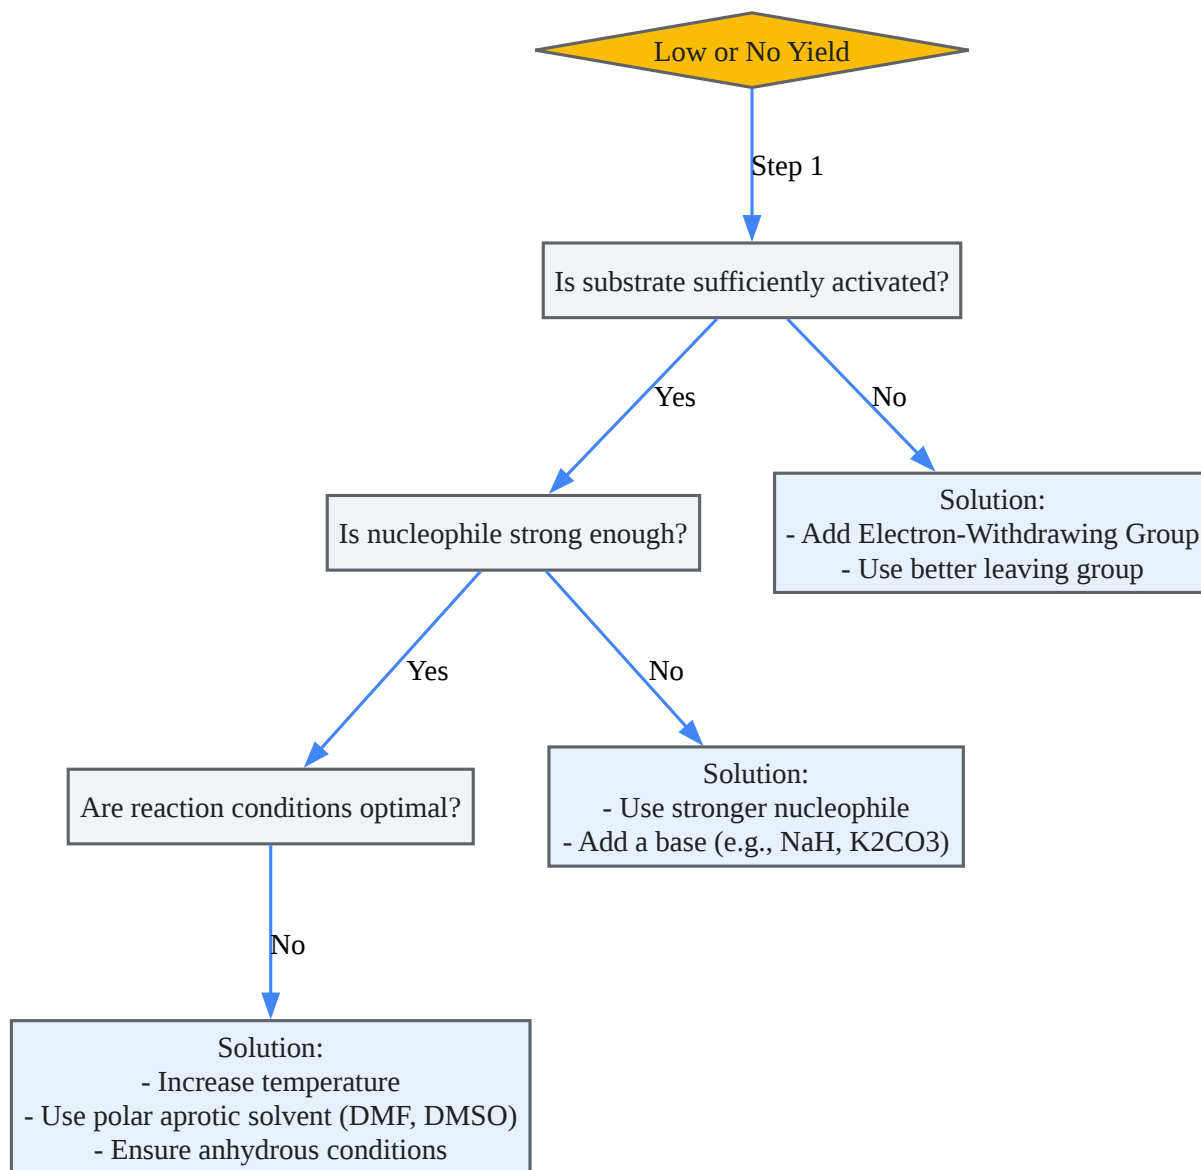 Low or No Yield
Step 1
Is substrate sufficiently activated?
Yes
No
Solution:
- Add Electron-Withdrawing Group
- Use better leaving group
Is nucleophile strong enough?
Yes
No
Solution:
- Use stronger nucleophile
- Add a base (e.g., NaH, K2CO3)
Are reaction conditions optimal?
No
Solution:
- Increase temperature
- Use polar aprotic solvent (DMF, DMSO)
- Ensure anhydrous conditions